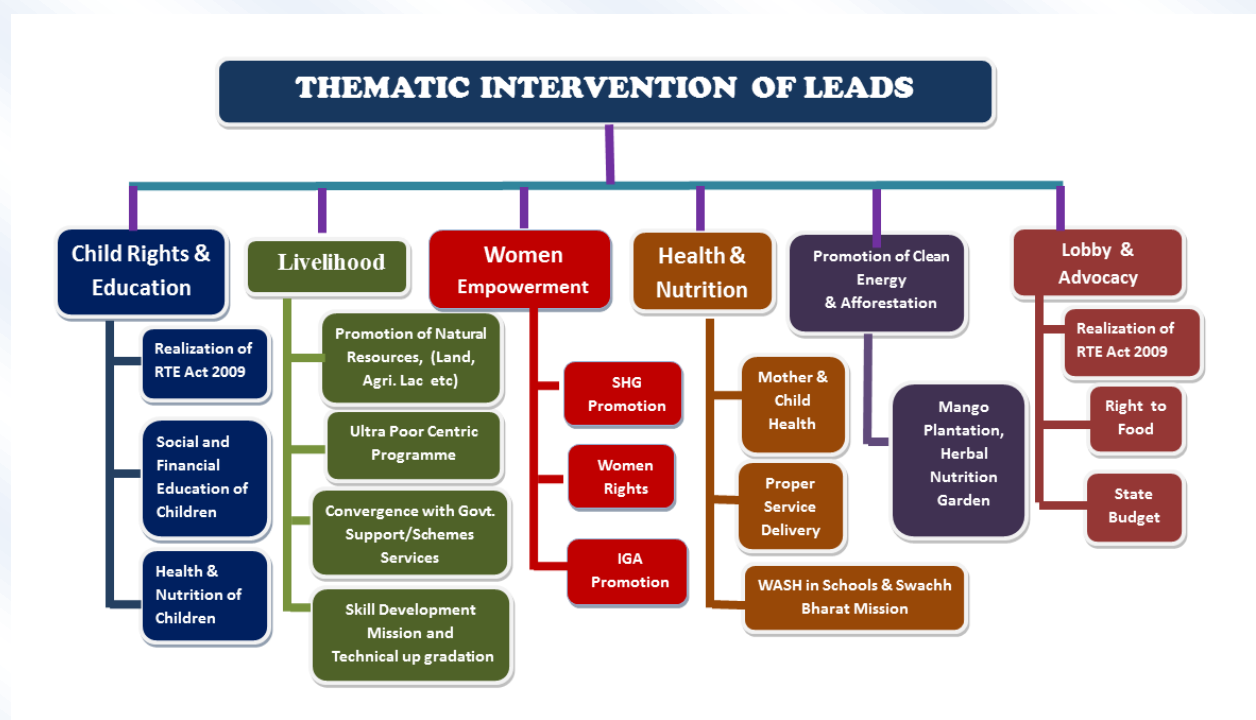 THEMATIC INTERVENTION OF LEADS
Child Rights &
Education
Realization of
RTE Act 2009
Social and
Financial
Education of
Children
Health &
Nutrition of
Children
Livelihood
Promotion of Natural
Resources, (Land,
Agri. Lac etc)
Ultra Poor Centric
Programme
Convergence with Govt.
Support/Schemes
Services
Skill Development
Mission and
Technical up gradation
Women
Empowerment
SHG
Promotion
Women
Rights
IGA
Promotion
Health &
Nutrition
Mother &
Child
Health
Proper
Service
Delivery
WASH in Schools & Swachh
Bharat Mission
Promotion of Clean
Energy
& Afforestation
Mango
Plantation,
Herbal
Nutrition
Garden
Lobby &
Advocacy
Realization of
RTE Act 2009
Right to
Food
State
Budget